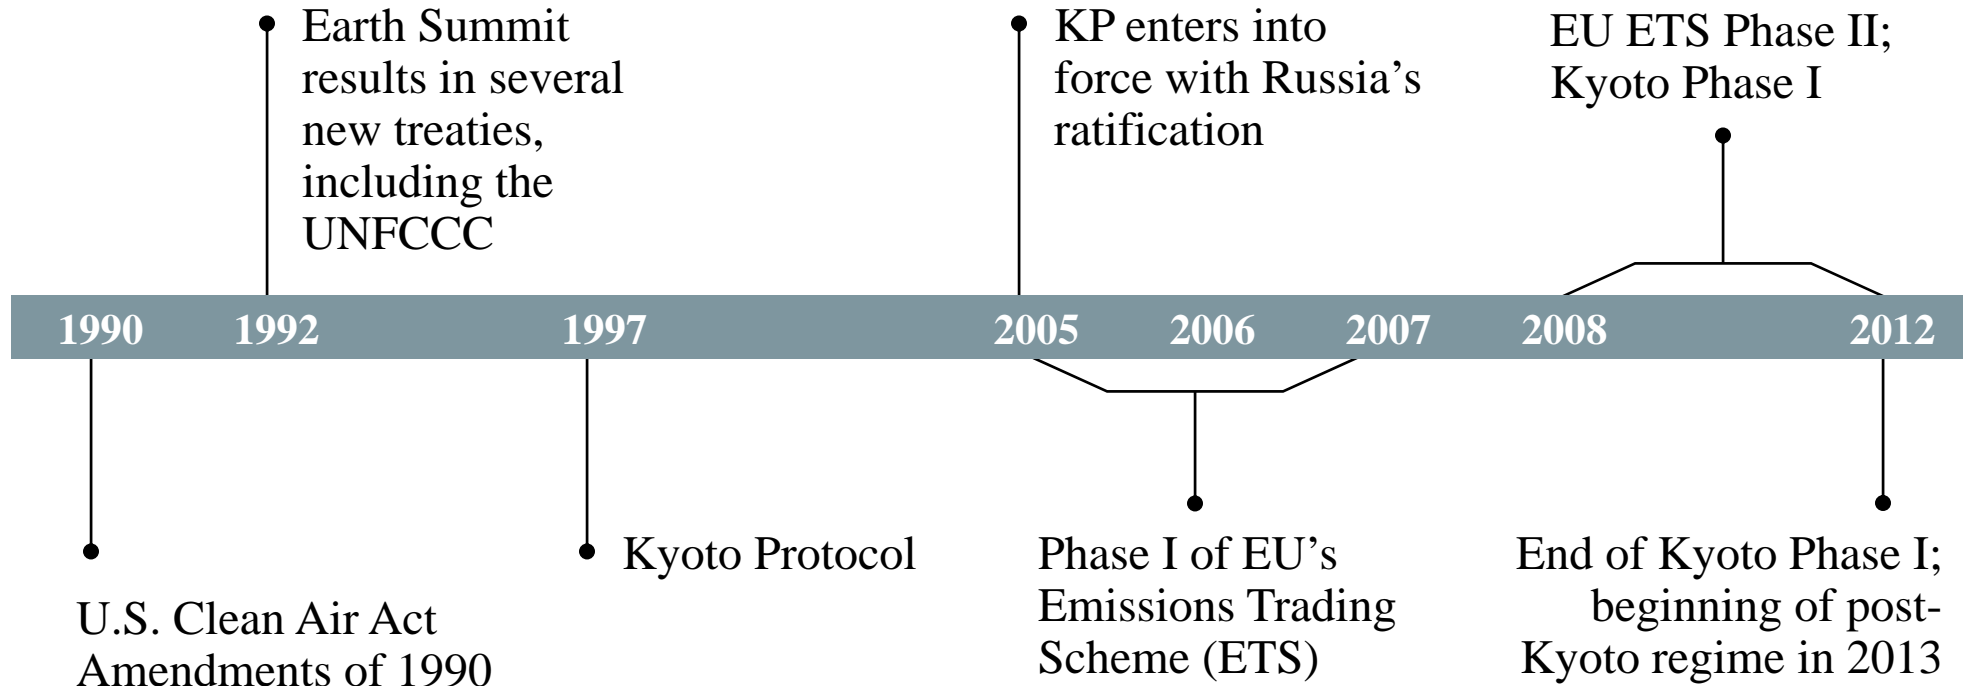 Earth Summit
results in several
new treaties,
including the
UNFCCC
KP enters into
force with Russia’s
ratification
EU ETS Phase II;
Kyoto Phase I
1990 1992 1997 2005 2006 2007 2008 2012
U.S. Clean Air Act
Amendments of 1990
Kyoto Protocol
Phase I of EU’s
Emissions Trading
Scheme (ETS)
End of Kyoto Phase I;
beginning of post-
Kyoto regime in 2013